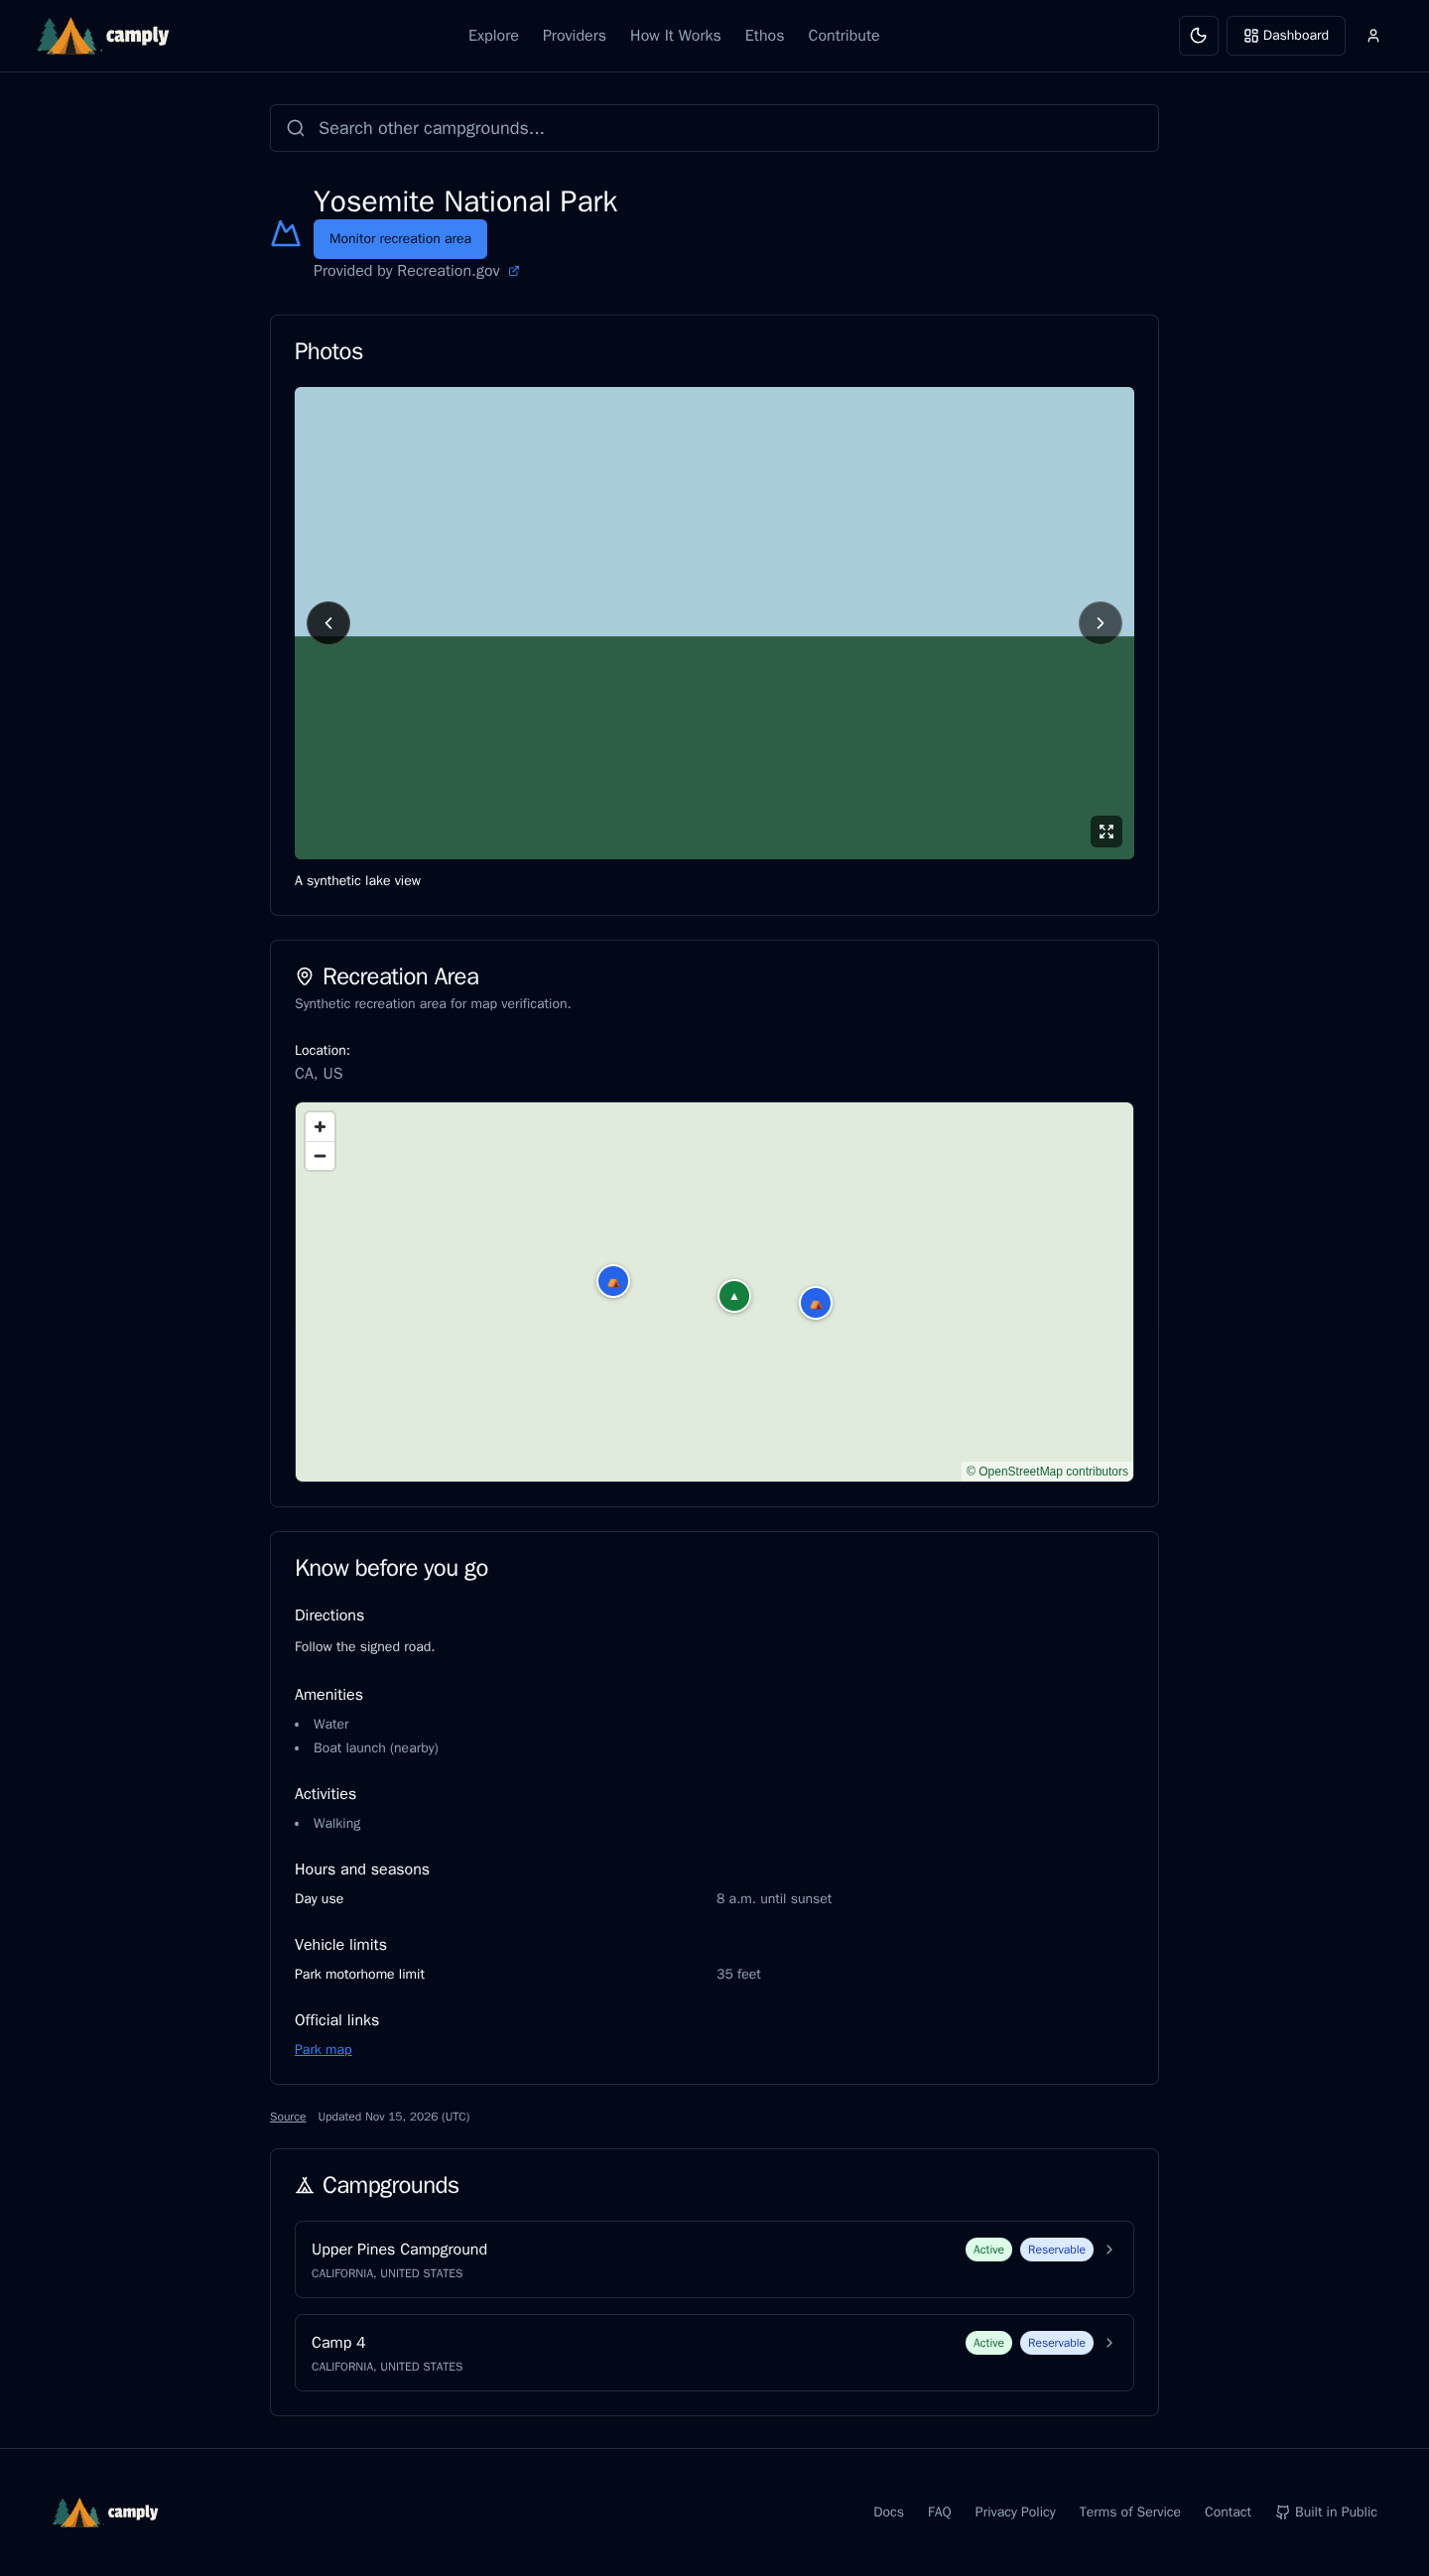 camply
Explore Providers How It Works Ethos Contribute
Dashboard
Search other campgrounds...
Yosemite National Park
Monitor recreation area
Provided by Recreation.gov
Photos
A synthetic lake view
Recreation Area
Synthetic recreation area for map verification.
Location:
CA, US
© OpenStreetMap contributors
Know before you go
Directions
Follow the signed road.
Amenities
• Water
• Boat launch (nearby)
Activities
• Walking
Hours and seasons
Day use 8 a.m. until sunset
Vehicle limits
Park motorhome limit 35 feet
Official links
Park map
Source Updated Nov 15, 2026 (UTC)
Campgrounds
Upper Pines Campground Active Reservable
CALIFORNIA, UNITED STATES
Camp 4 Active Reservable
CALIFORNIA, UNITED STATES
camply
Docs FAQ Privacy Policy Terms of Service Contact Built in Public